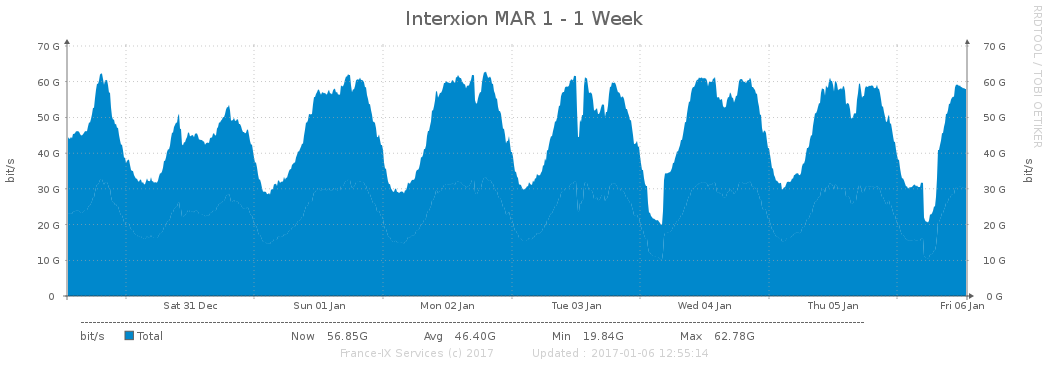 Interxion MAR 1 - 1 Week
RRDTOOL / TOBI OETIKER
70 G 70 G
60 G 60 G
50 G 50 G
40 G 40 G
30 G 30 G
20 G 20 G
10 G 10 G
0 0 G
bit/s bit/s
Sat 31 Dec Sun 01 Jan Mon 02 Jan Tue 03 Jan Wed 04 Jan Thu 05 Jan Fri 06 Jan
bit/s Total Now 56.85G Avg 46.40G Min 19.84G Max 62.78G
France-IX Services (c) 2017 Updated : 2017-01-06 12:55:14